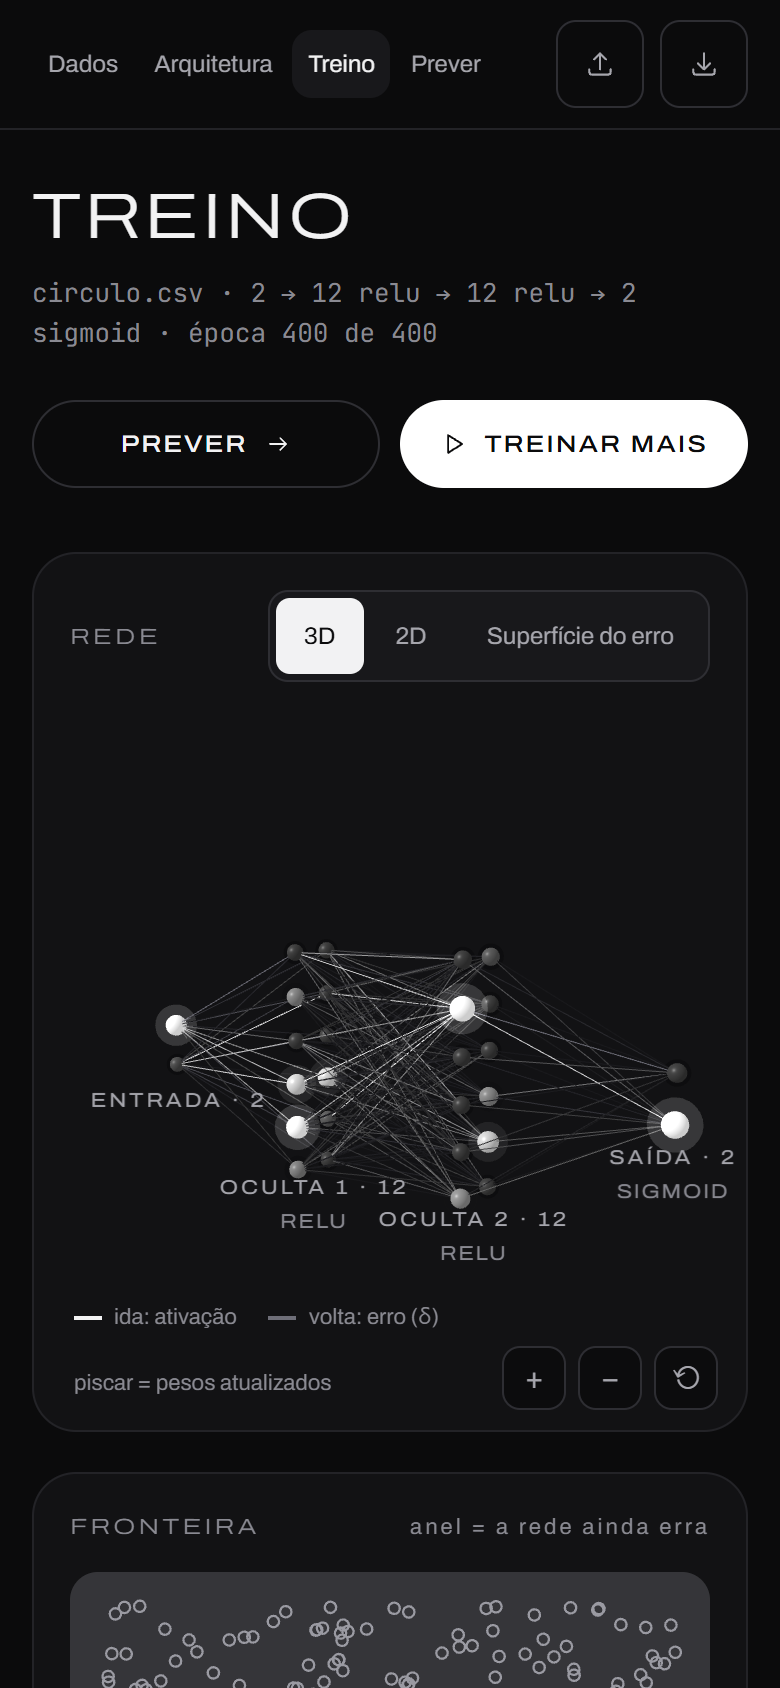 Dados Arquitetura Treino Prever
TREINO
circulo.csv · 2 → 12 relu → 12 relu → 2
sigmoid · época 400 de 400
PREVER → TREINAR MAIS
REDE 3D 2D Superfície do erro
ENTRADA · 2
SAÍDA · 2
OCULTA 1 · 12
SIGMOID
RELU OCULTA 2 · 12
RELU
ida: ativação volta: erro (δ)
piscar = pesos atualizados + −
FRONTEIRA anel = a rede ainda erra